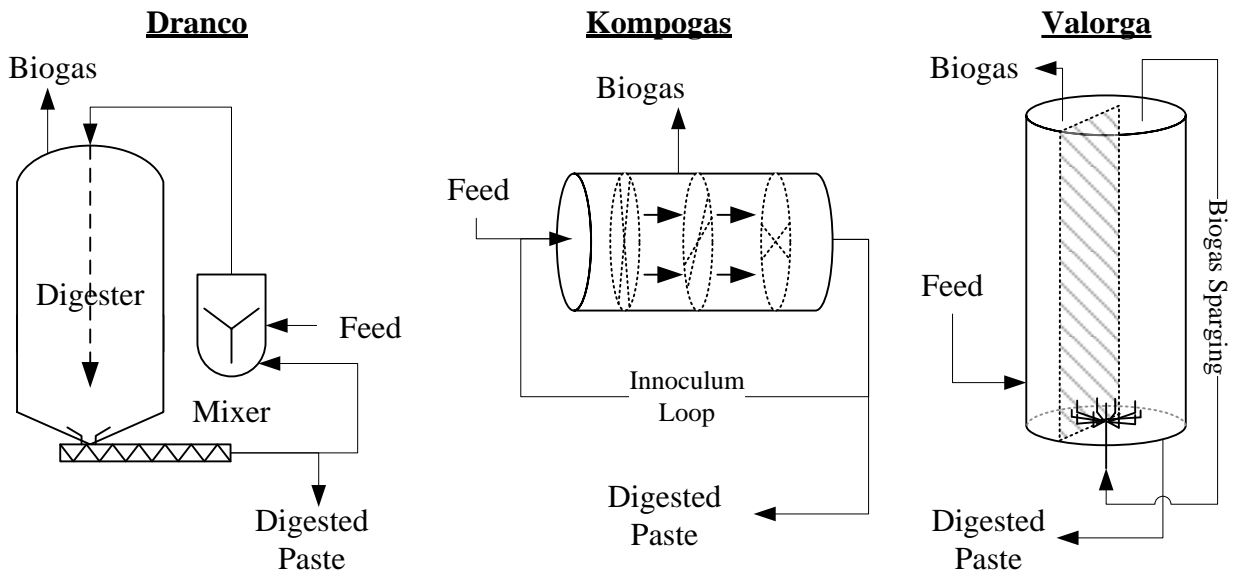 Dranco
Biogas
Digester
Feed
Mixer
Digested
Paste
Kompogas
Biogas
Feed
Innoculum
Loop
Digested
Paste
Valorga
Biogas
Feed
Biogas Sparging
Digested
Paste